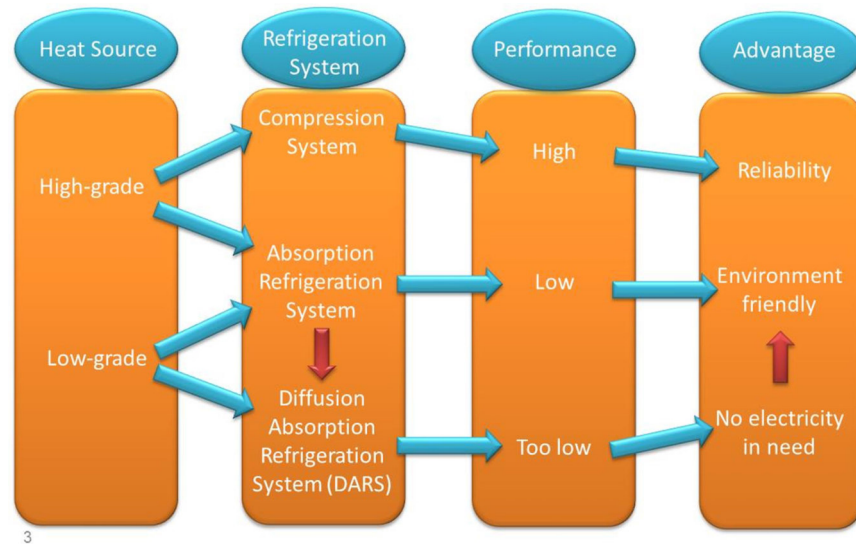 Heat Source
Refrigeration
System
Performance
Advantage
High-grade
Low-grade
Compression
System
Absorption
Refrigeration
System
Diffusion
Absorption
Refrigeration
System (DARS)
High
Low
Too low
Reliability
Environment
friendly
No electricity
in need
3